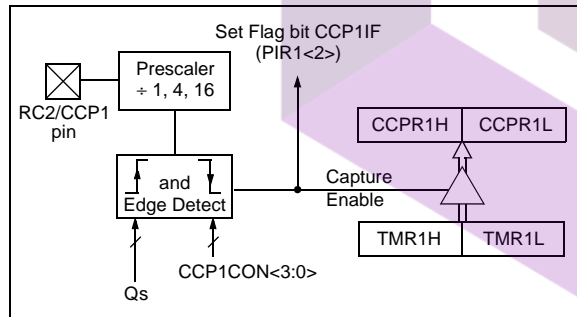 Set Flag bit CCP1IF
(PIR1<2>)
Prescaler
÷ 1, 4, 16
RC2/CCP1
pin
CCPR1H CCPR1L
and
Edge Detect
Capture
Enable
TMR1H TMR1L
CCP1CON<3:0>
Qs